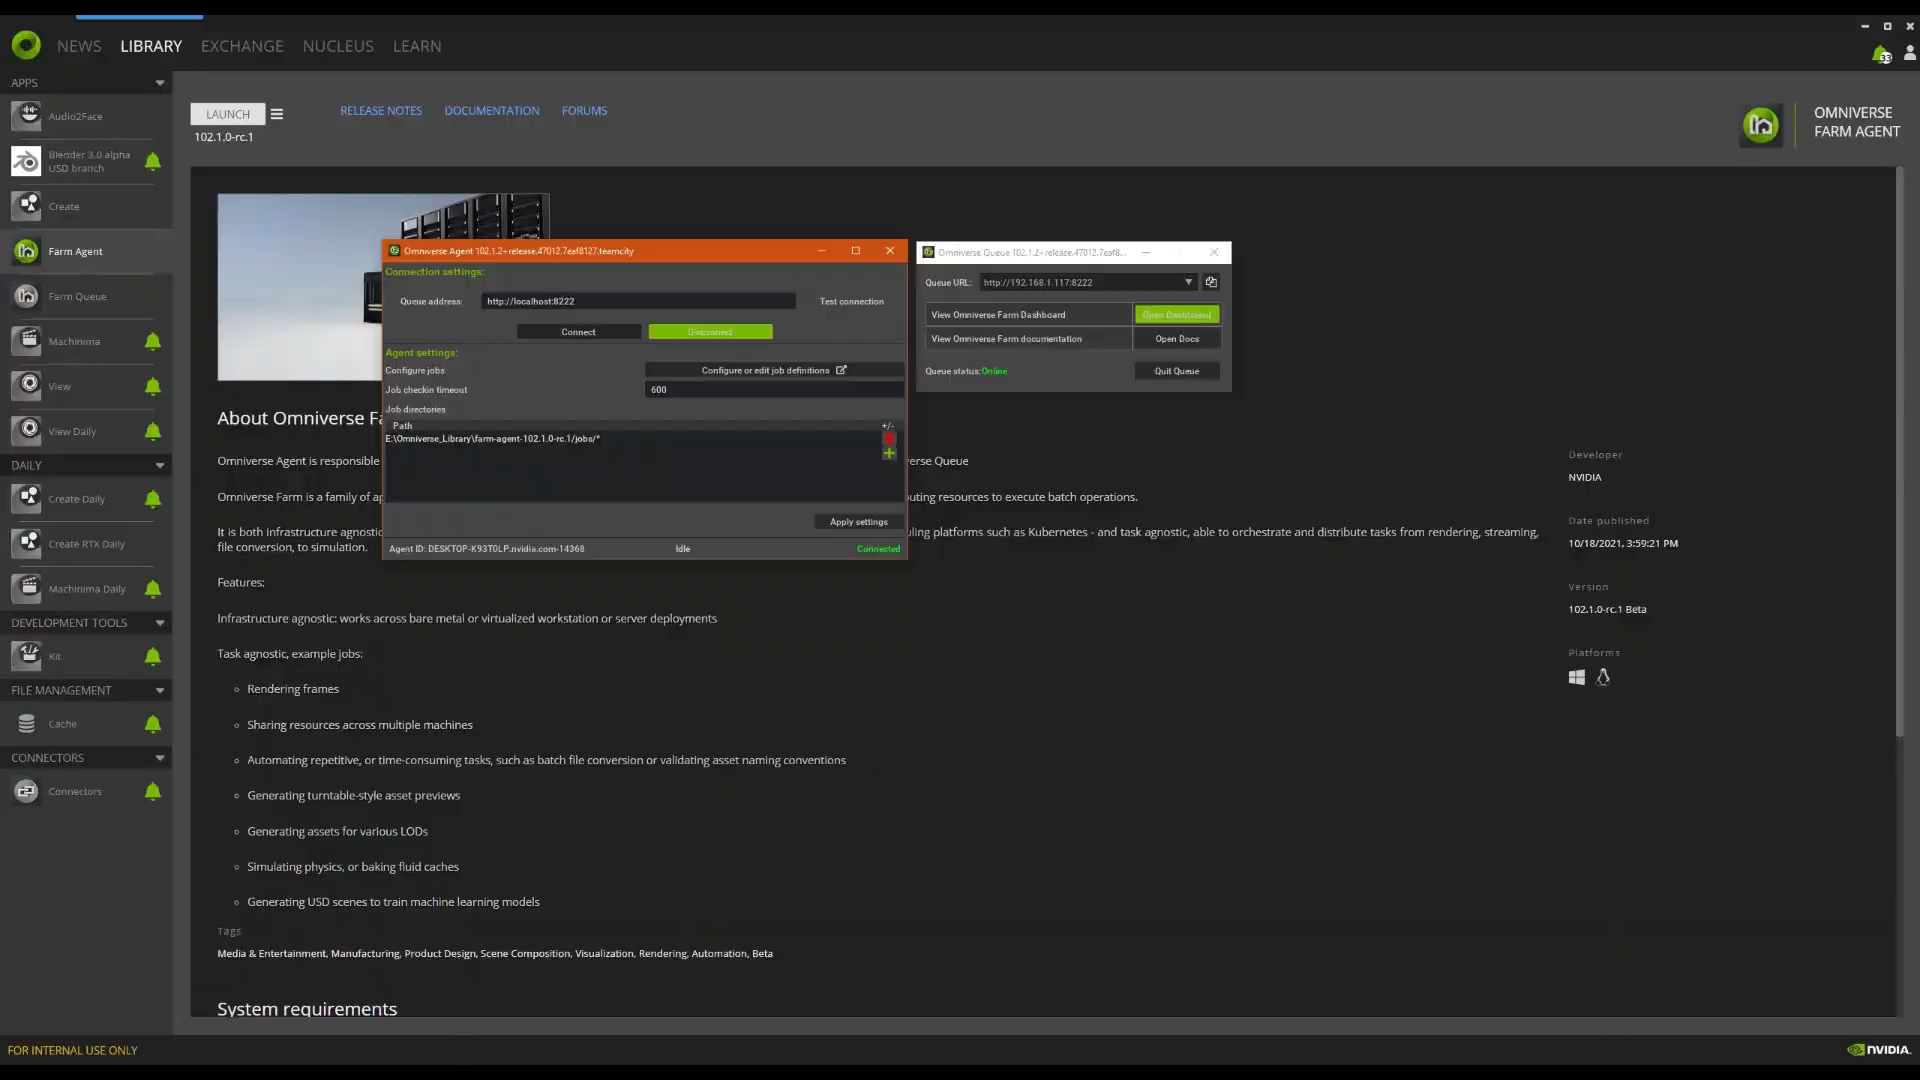 NEWS
LIBRARY
EXCHANGE
NUCLEUS
LEARN
33
APPS
Audio2Face
Blender 3.0 alpha
USD branch
Create
Farm Agent
Farm Queue
Machinima
View
View Daily
DAILY
Create Daily
Create RTX Daily
Machinima Daily
DEVELOPMENT TOOLS
Kit
FILE MANAGEMENT
Cache
CONNECTORS
Connectors
LAUNCH
102.1.0-rc.1
RELEASE NOTES
DOCUMENTATION
FORUMS
OMNIVERSE
FARM AGENT
Omniverse Agent 102.1.2+release.47012.7eaf8127.teamcity
Connection settings:
Queue address:
http://localhost:8222
Test connection
Connect
Disconnect
Agent settings:
Configure jobs
Configure or edit job definitions
Job checkin timeout
600
Job directories
Path
+/-
E:\Omniverse_Library\farm-agent-102.1.0-rc.1/jobs/*
Apply settings
Agent ID: DESKTOP-K93T0LP.nvidia.com-14368
Idle
Connected
Omniverse Queue 102.1.2+release.47012.7eaf8...
Queue URL:
http://192.168.1.117:8222
View Omniverse Farm Dashboard
Open Dashboard
View Omniverse Farm documentation
Open Docs
Queue status: Online
Quit Queue
About Omniverse Fa
Omniverse Agent is responsible
erse Queue
Omniverse Farm is a family of ap
uting resources to execute batch operations.
It is both infrastructure agnostic
ling platforms such as Kubernetes - and task agnostic, able to orchestrate and distribute tasks from rendering, streaming,
file conversion, to simulation.
Features:
Infrastructure agnostic: works across bare metal or virtualized workstation or server deployments
Task agnostic, example jobs:
Rendering frames
Sharing resources across multiple machines
Automating repetitive, or time-consuming tasks, such as batch file conversion or validating asset naming conventions
Generating turntable-style asset previews
Generating assets for various LODs
Simulating physics, or baking fluid caches
Generating USD scenes to train machine learning models
Tags
Media & Entertainment, Manufacturing, Product Design, Scene Composition, Visualization, Rendering, Automation, Beta
System requirements
Developer
NVIDIA
Date published
10/18/2021, 3:59:21 PM
Version
102.1.0-rc.1 Beta
Platforms
FOR INTERNAL USE ONLY
NVIDIA.